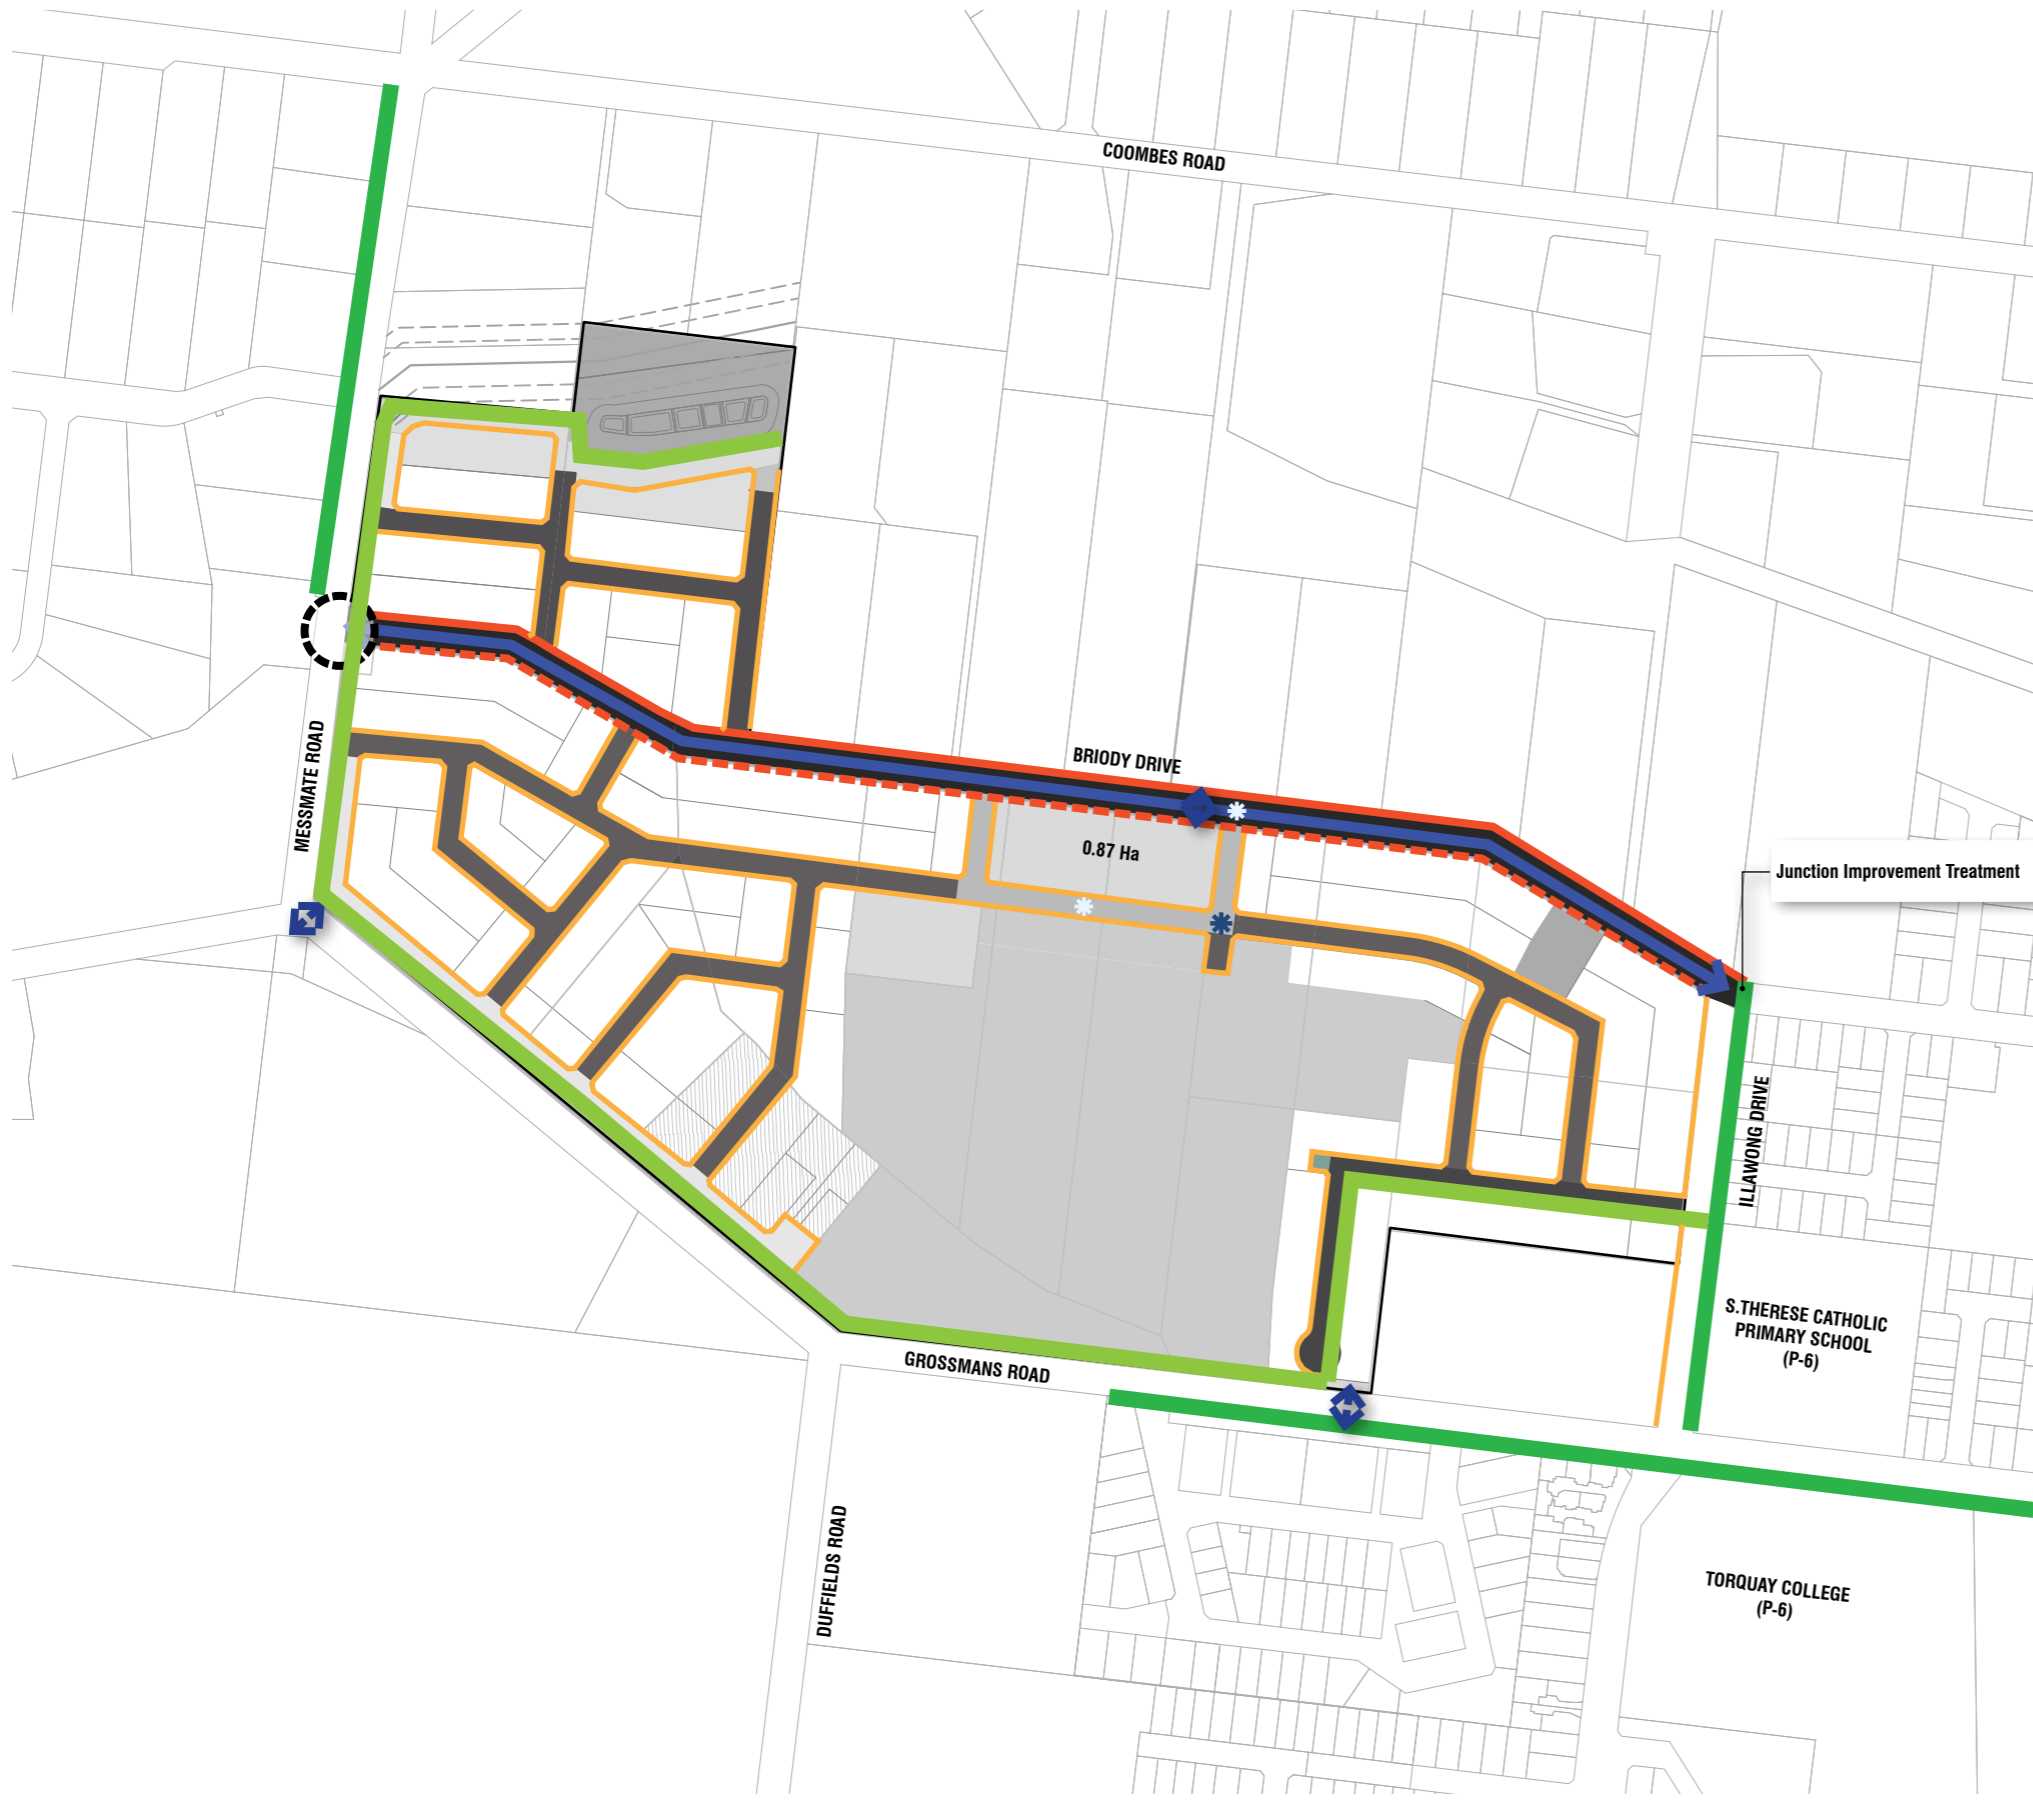 COOMBES ROAD
MESSMATE ROAD
BRIODY DRIVE
0.87 Ha
Junction Improvement Treatment
ILLAWONG DRIVE
S.THERESE CATHOLIC
PRIMARY SCHOOL
(P-6)
GROSSMANS ROAD
DUFFIELDS ROAD
TORQUAY COLLEGE
(P-6)